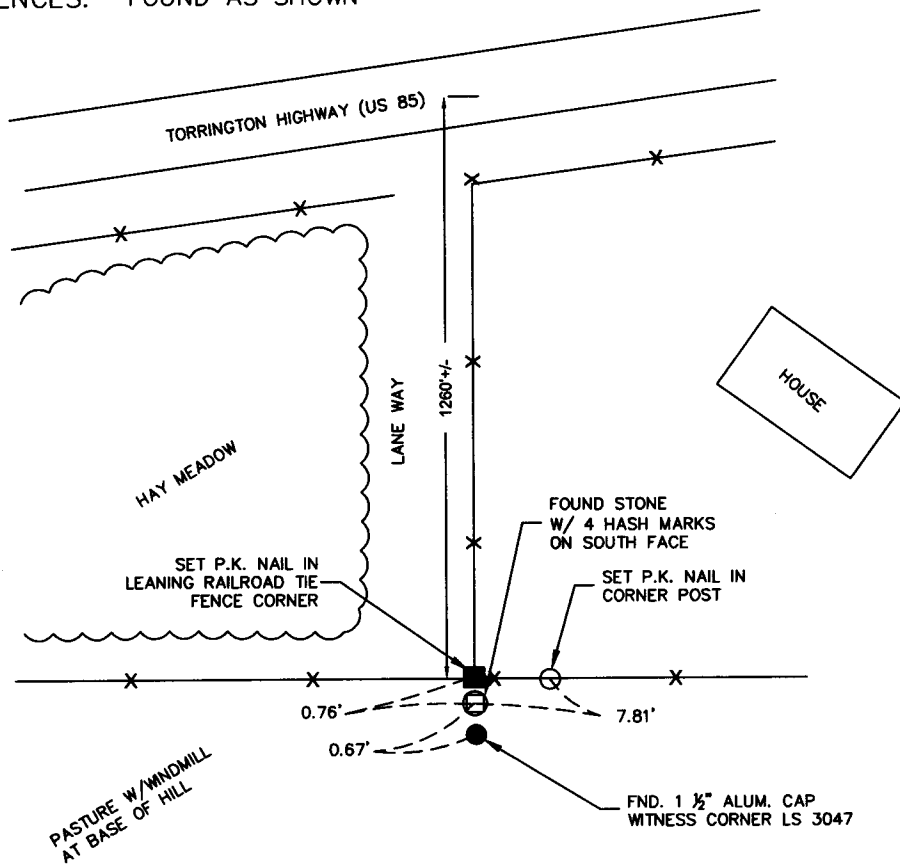 ENCES. FOUND AS SHOWN
TORRINGTON HIGHWAY (US 85)
LANE WAY
1260'+/-
HOUSE
HAY MEADOW
FOUND STONE
W/ 4 HASH MARKS
ON SOUTH FACE
SET P.K. NAIL IN
LEANING RAILROAD TIE
FENCE CORNER
SET P.K. NAIL IN
CORNER POST
0.76'
7.81'
0.67'
PASTURE W/WINDMILL
AT BASE OF HILL
FND. 1 ½" ALUM. CAP
WITNESS CORNER LS 3047